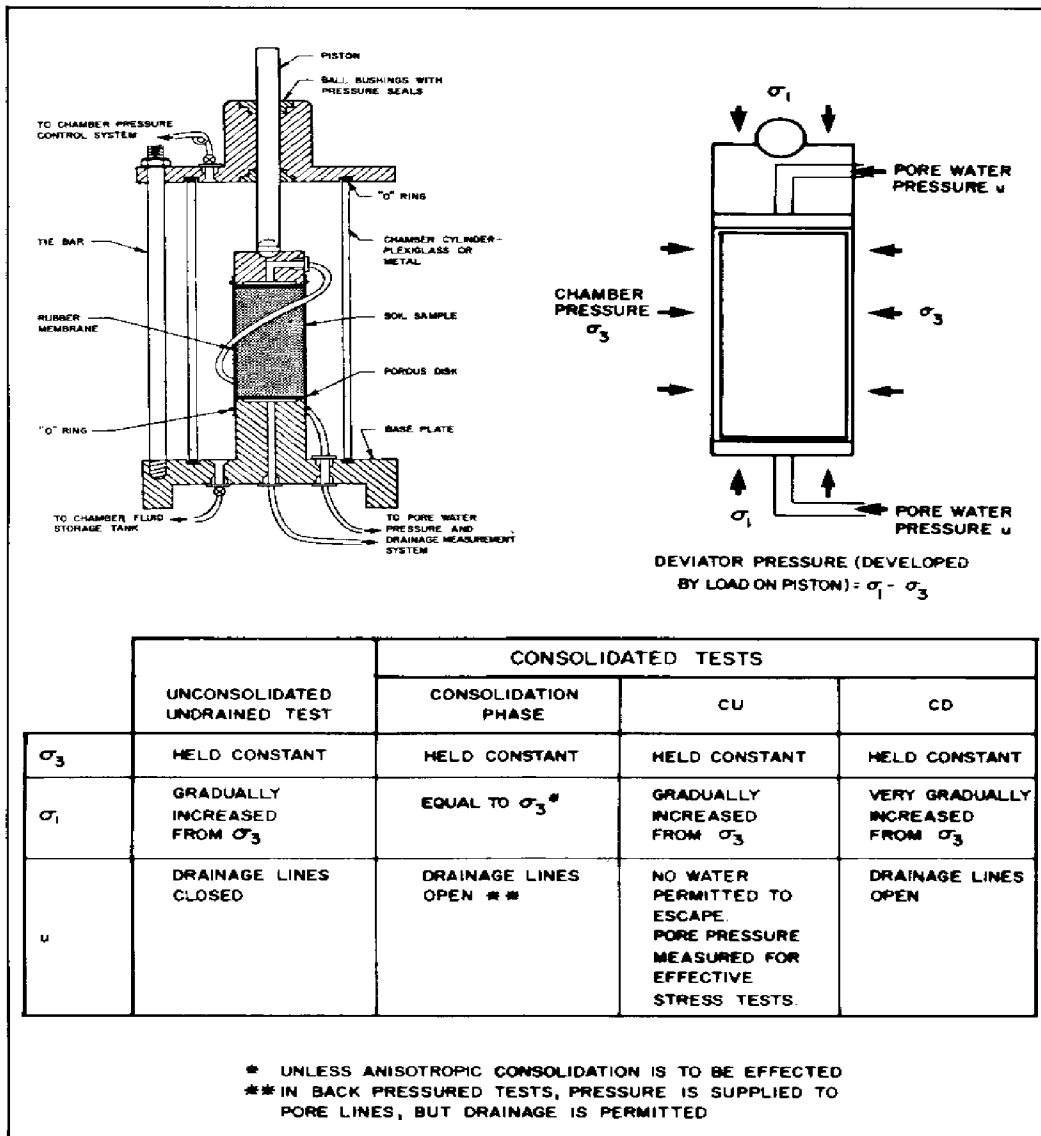 PISTON
BALL BUSHINGS WITH
PRESSURE SEALS
TO CHAMBER PRESSURE
CONTROL SYSTEM
"O" RING
TIE BAR
CHAMBER CYLINDER-
PLEXIGLASS OR
METAL
RUBBER
MEMBRANE
SOIL SAMPLE
POROUS DISK
"O" RING
BASE PLATE
TO CHAMBER FLUID
STORAGE TANK
TO PORE WATER
PRESSURE AND
DRAINAGE MEASUREMENT
SYSTEM
σ₁
PORE WATER
PRESSURE u
CHAMBER
PRESSURE
σ₃
σ₃
σ₁
PORE WATER
PRESSURE u
DEVIATOR PRESSURE (DEVELOPED
BY LOAD ON PISTON) = σ₁ - σ₃
CONSOLIDATED TESTS
UNCONSOLIDATED
UNDRAINED TEST
CONSOLIDATION
PHASE
CU
CD
σ₃
HELD CONSTANT
HELD CONSTANT
HELD CONSTANT
HELD CONSTANT
σ₁
GRADUALLY
INCREASED
FROM σ₃
EQUAL TO σ₃*
GRADUALLY
INCREASED
FROM σ₃
VERY GRADUALLY
INCREASED
FROM σ₃
u
DRAINAGE LINES
CLOSED
DRAINAGE LINES
OPEN **
NO WATER
PERMITTED TO
ESCAPE.
PORE PRESSURE
MEASURED FOR
EFFECTIVE
STRESS TESTS.
DRAINAGE LINES
OPEN
* UNLESS ANISOTROPIC CONSOLIDATION IS TO BE EFFECTED
** IN BACK PRESSURED TESTS, PRESSURE IS SUPPLIED TO
PORE LINES, BUT DRAINAGE IS PERMITTED